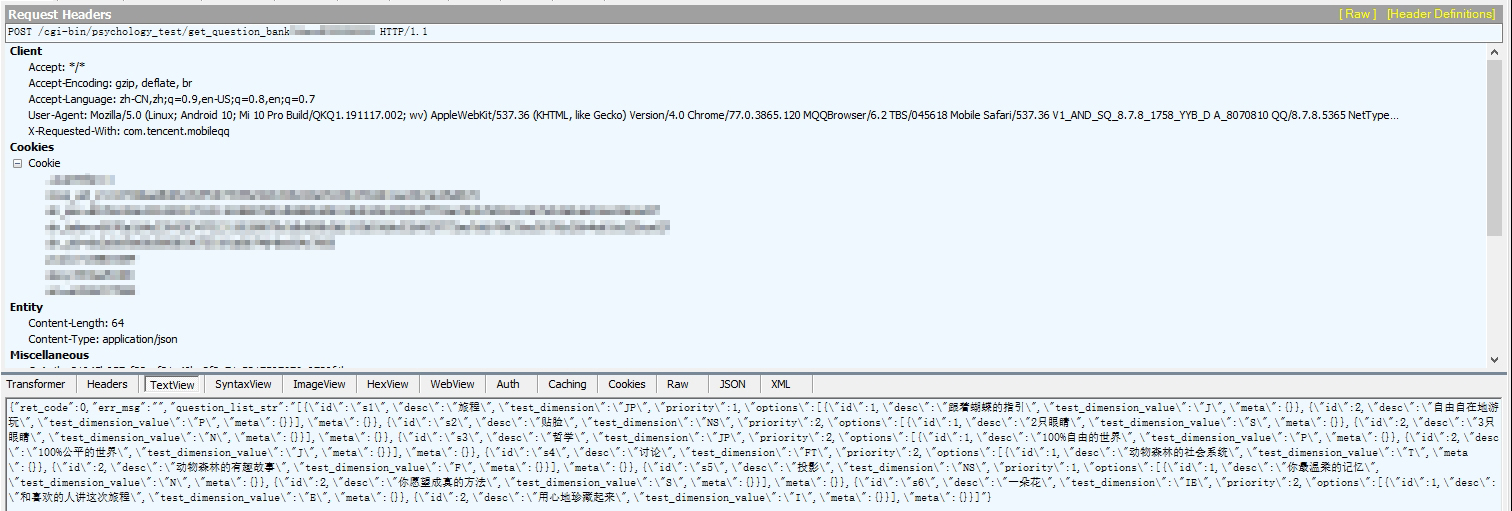 Request Headers
[ Raw ] [Header Definitions]
POST /cgi-bin/psychology_test/get_question_bank HTTP/1.1
Client
Accept: */*
Accept-Encoding: gzip, deflate, br
Accept-Language: zh-CN,zh;q=0.9,en-US;q=0.8,en;q=0.7
User-Agent: Mozilla/5.0 (Linux; Android 10; Mi 10 Pro Build/QKQ1.191117.002; wv) AppleWebKit/537.36 (KHTML, like Gecko) Version/4.0 Chrome/77.0.3865.120 MQQBrowser/6.2 TBS/045618 Mobile Safari/537.36 V1_AND_SQ_8.7.8_1758_YYB_D A_8070810 QQ/8.7.8.5365 NetType...
X-Requested-With: com.tencent.mobileqq
Cookies
Cookie
Entity
Content-Length: 64
Content-Type: application/json
Miscellaneous
Transformer Headers TextView SyntaxView ImageView HexView WebView Auth Caching Cookies Raw JSON XML
{"ret_code":0,"err_msg":"","question_list_str":"[{\"id\":\"s1\",\"desc\":\"旅程\",\"test_dimension\":\"JP\",\"priority\":1,\"options\":[{\"id\":1,\"desc\":\"跟着蝴蝶的指引\",\"test_dimension_value\":\"J\",\"meta\":{}},{\"id\":2,\"desc\":\"自由自在地游
玩\",\"test_dimension_value\":\"P\",\"meta\":{}}],\"meta\":{}},{\"id\":\"s2\",\"desc\":\"贴脸\",\"test_dimension\":\"NS\",\"priority\":2,\"options\":[{\"id\":1,\"desc\":\"2只眼睛\",\"test_dimension_value\":\"S\",\"meta\":{}},{\"id\":2,\"desc\":\"3只
眼睛\",\"test_dimension_value\":\"N\",\"meta\":{}}],\"meta\":{}},{\"id\":\"s3\",\"desc\":\"哲学\",\"test_dimension\":\"JP\",\"priority\":2,\"options\":[{\"id\":1,\"desc\":\"100%自由的世界\",\"test_dimension_value\":\"P\",\"meta\":{}},{\"id\":2,\"desc
\":\"100%公平的世界\",\"test_dimension_value\":\"J\",\"meta\":{}}],\"meta\":{}},{\"id\":\"s4\",\"desc\":\"讨论\",\"test_dimension\":\"FT\",\"priority\":2,\"options\":[{\"id\":1,\"desc\":\"动物森林的社会系统\",\"test_dimension_value\":\"T\",\"meta
\":{}},{\"id\":2,\"desc\":\"动物森林的有趣故事\",\"test_dimension_value\":\"F\",\"meta\":{}}],\"meta\":{}},{\"id\":\"s5\",\"desc\":\"投影\",\"test_dimension\":\"NS\",\"priority\":1,\"options\":[{\"id\":1,\"desc\":\"你最温柔的记忆\",
\"test_dimension_value\":\"N\",\"meta\":{}},{\"id\":2,\"desc\":\"你愿望成真的方法\",\"test_dimension_value\":\"S\",\"meta\":{}}],\"meta\":{}},{\"id\":\"s6\",\"desc\":\"一朵花\",\"test_dimension\":\"IE\",\"priority\":2,\"options\":[{\"id\":1,\"desc\":
\"和喜欢的人讲这次旅程\",\"test_dimension_value\":\"E\",\"meta\":{}},{\"id\":2,\"desc\":\"用心地珍藏起来\",\"test_dimension_value\":\"I\",\"meta\":{}}],\"meta\":{}}]"}